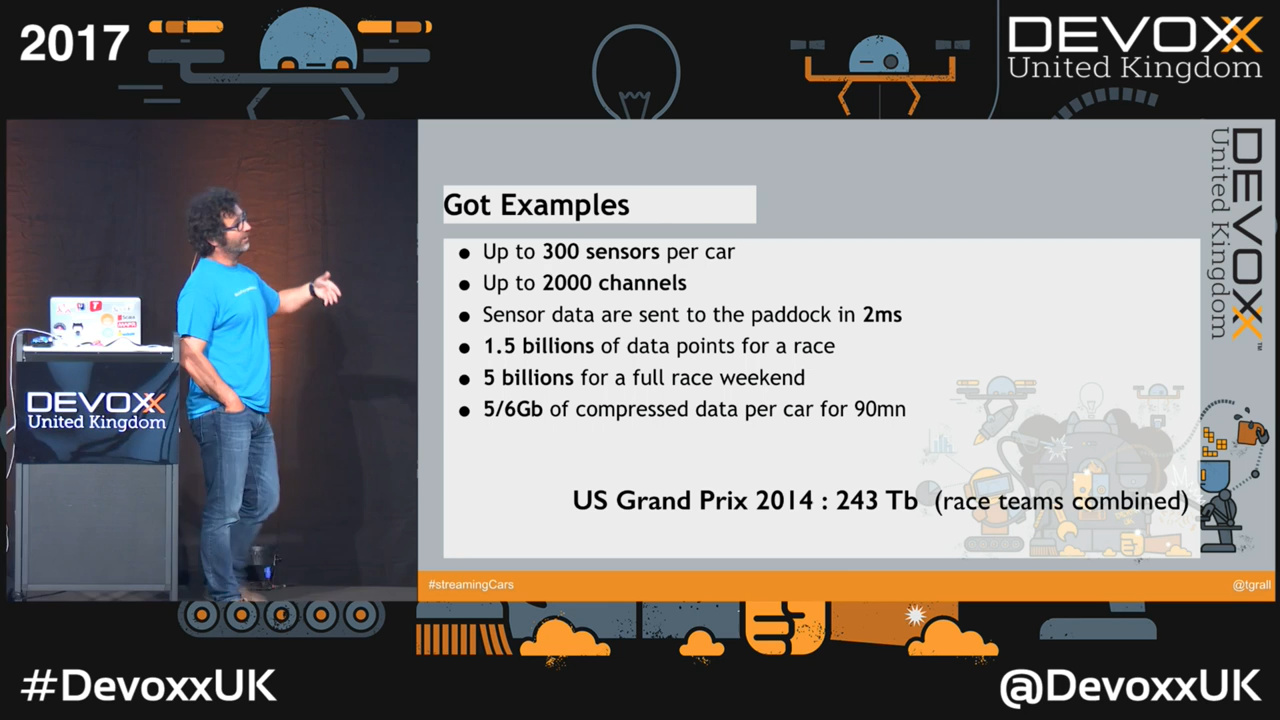 2017
DEVOXX
United Kingdom
DEVOXX
United Kingdom
DEVOXX™
United Kingdom
Got Examples
● Up to 300 sensors per car
● Up to 2000 channels
● Sensor data are sent to the paddock in 2ms
● 1.5 billions of data points for a race
● 5 billions for a full race weekend
● 5/6Gb of compressed data per car for 90mn
US Grand Prix 2014 : 243 Tb (race teams combined)
#streamingCars
@tgrall
#DevoxxUK
@DevoxxUK